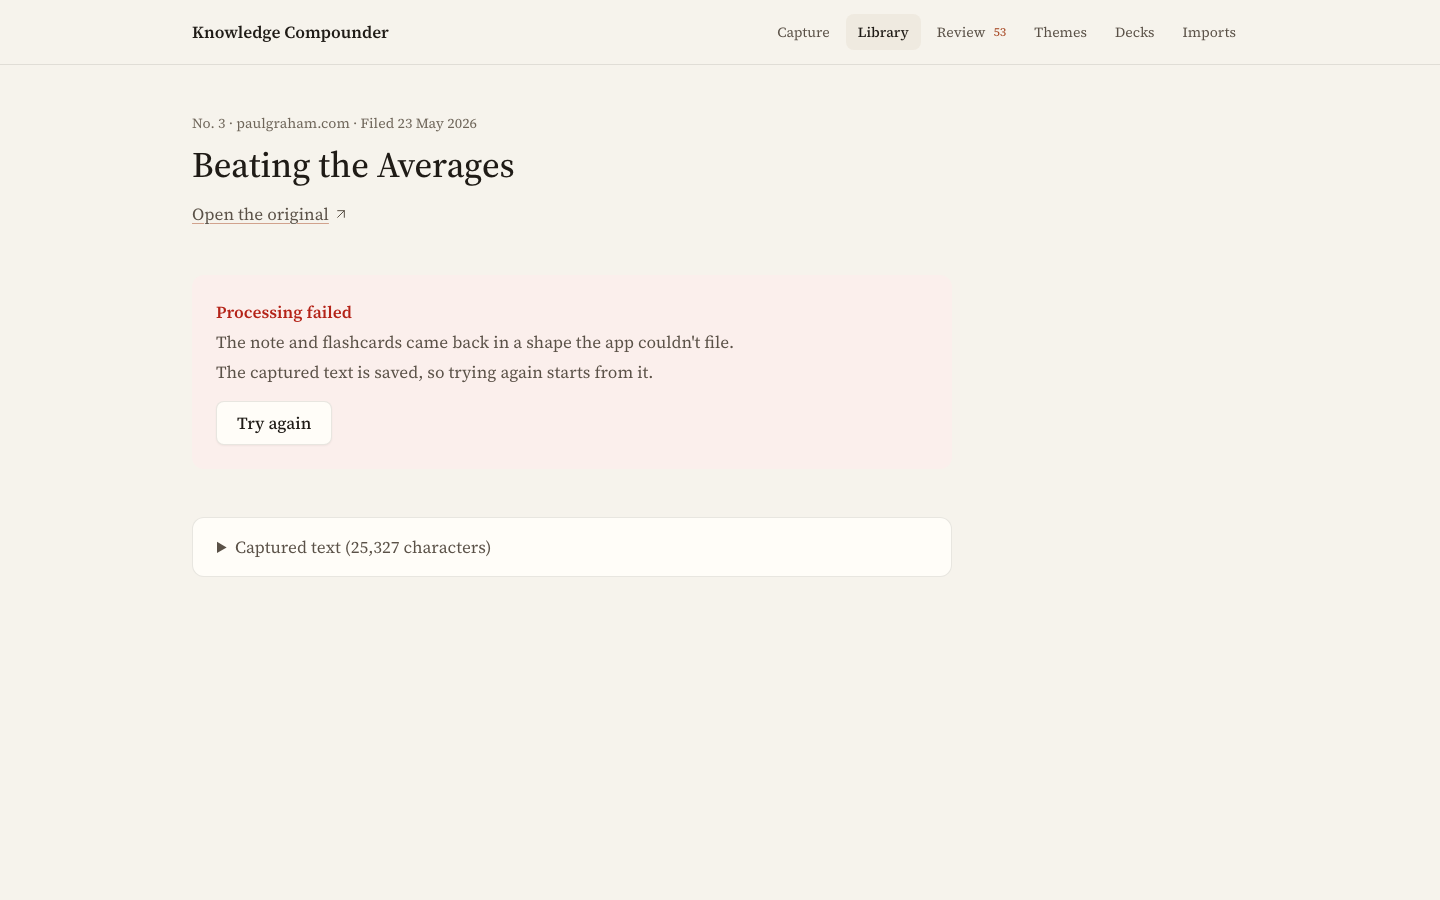 Knowledge Compounder
Capture
Library
Review 53
Themes
Decks
Imports
No. 3 · paulgraham.com · Filed 23 May 2026
Beating the Averages
Open the original
Processing failed
The note and flashcards came back in a shape the app couldn't file.
The captured text is saved, so trying again starts from it.
Try again
Captured text (25,327 characters)